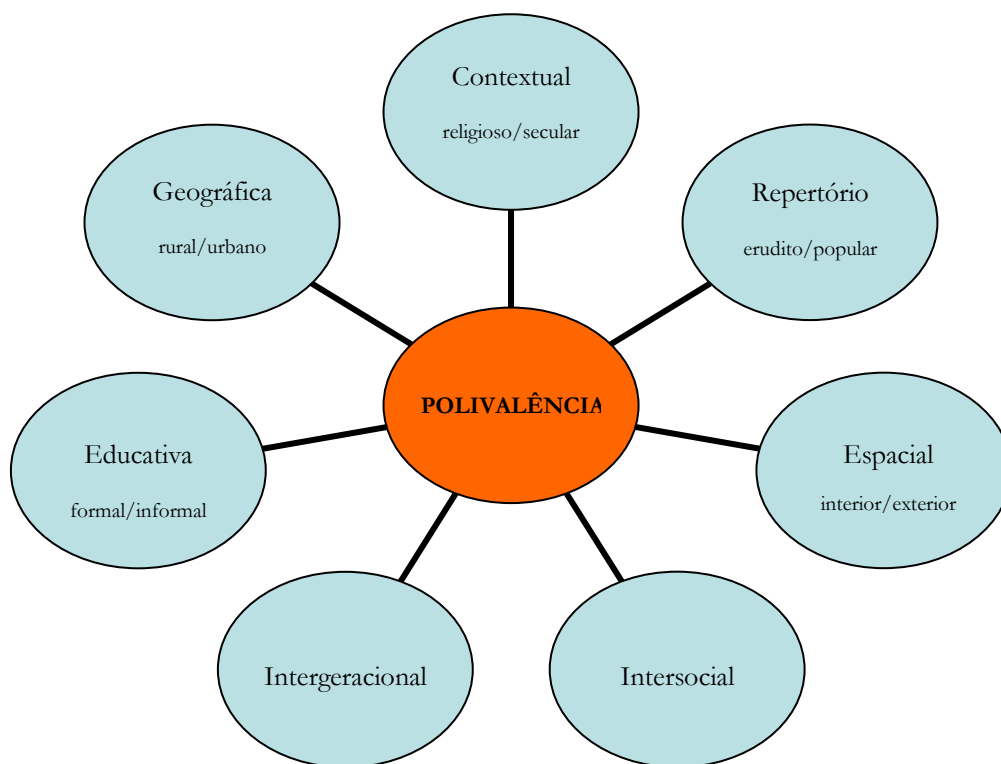 Contextual
religioso/secular
Geográfica
rural/urbano
Repertório
erudito/popular
POLIVALÊNCIA
Educativa
formal/informal
Espacial
interior/exterior
Intergeracional
Intersocial